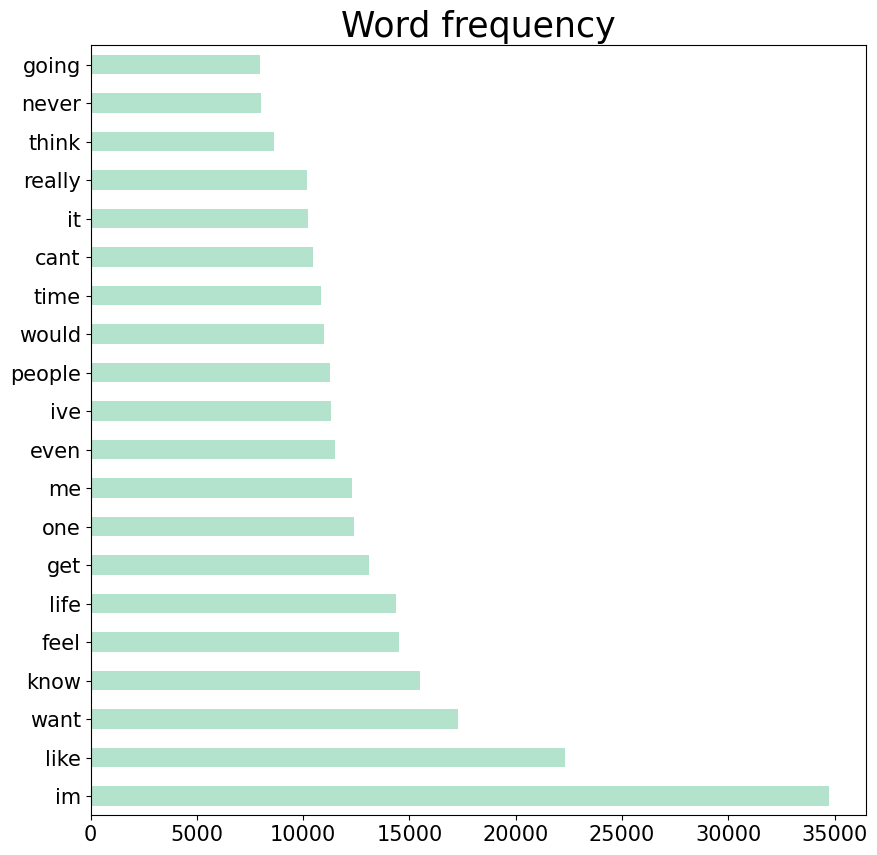 Word frequency
going
never
think
really
it
cant
time
would
people
ive
even
me
one
get
life
feel
know
want
like
im
0 5000 10000 15000 20000 25000 30000 35000